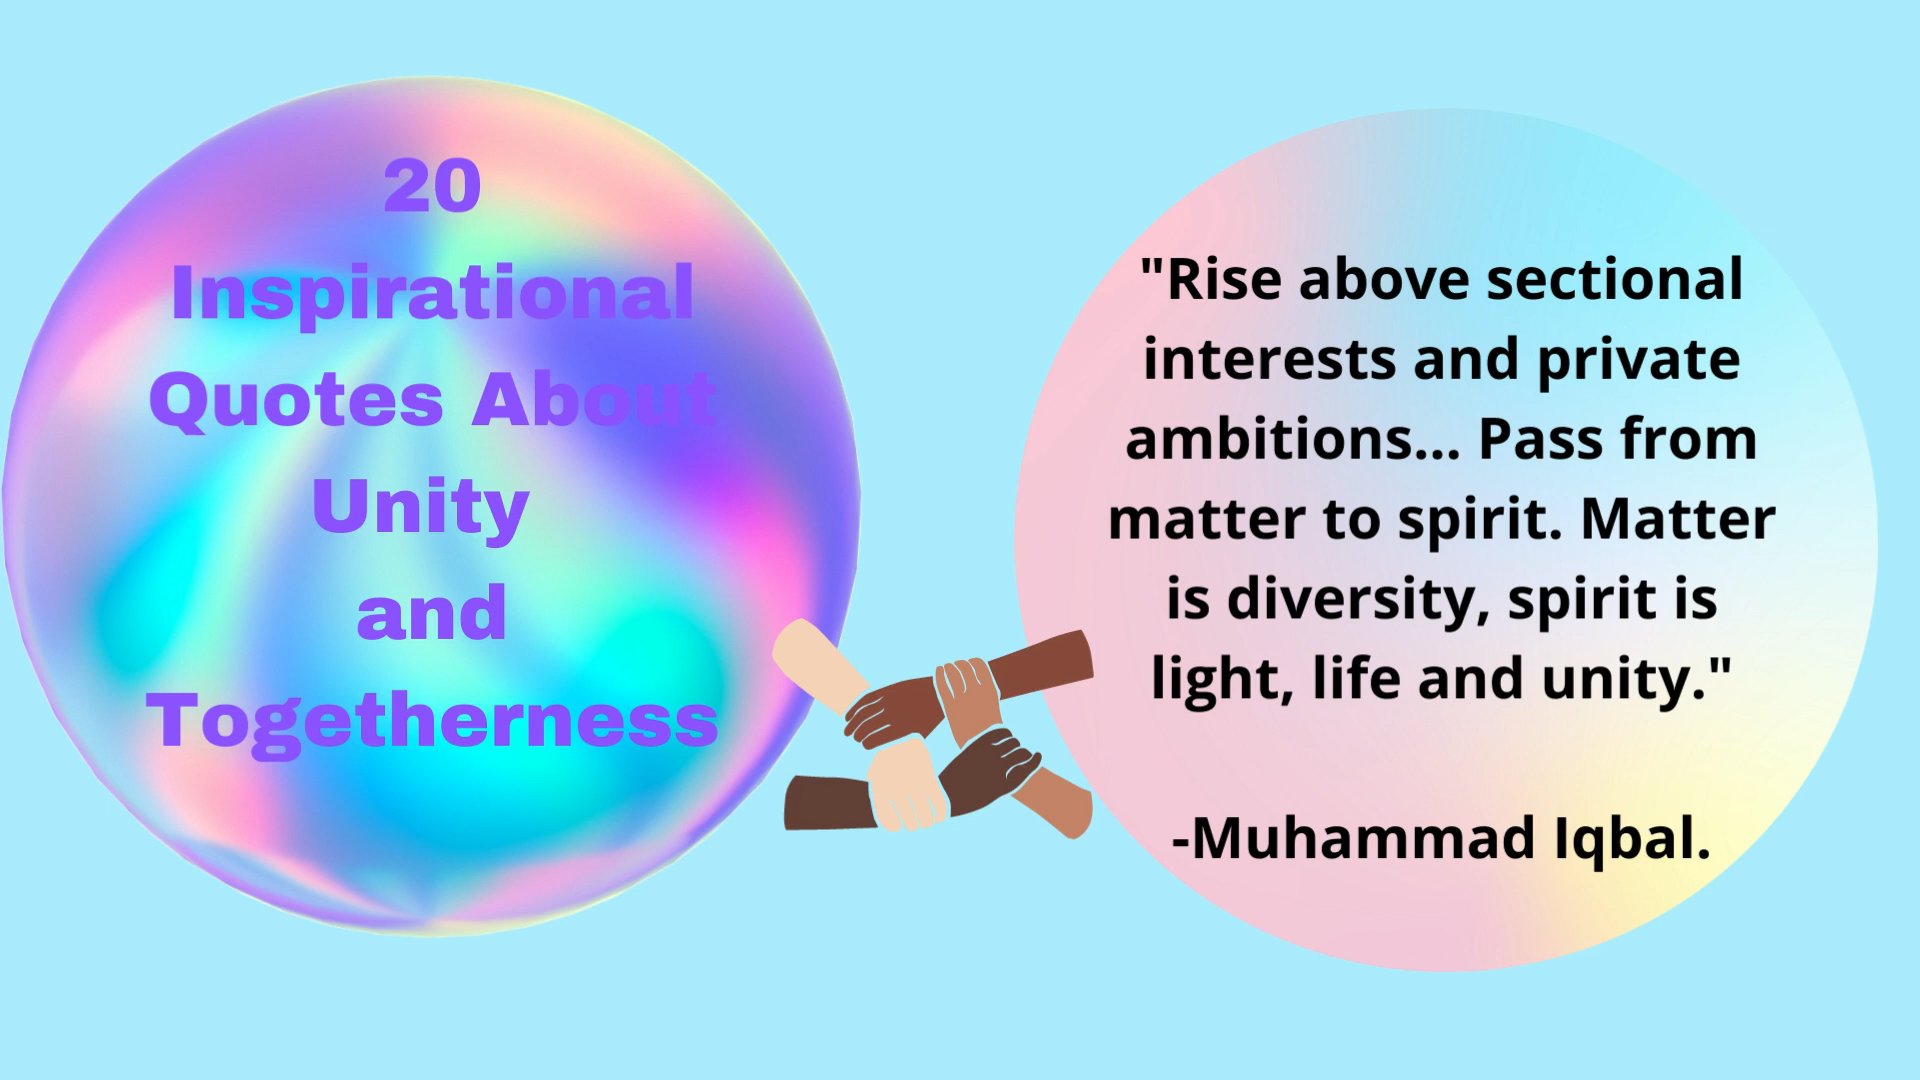 20
Inspirational
Quotes About
Unity
and
Togetherness
"Rise above sectional
interests and private
ambitions... Pass from
matter to spirit. Matter
is diversity, spirit is
light, life and unity."
-Muhammad Iqbal.